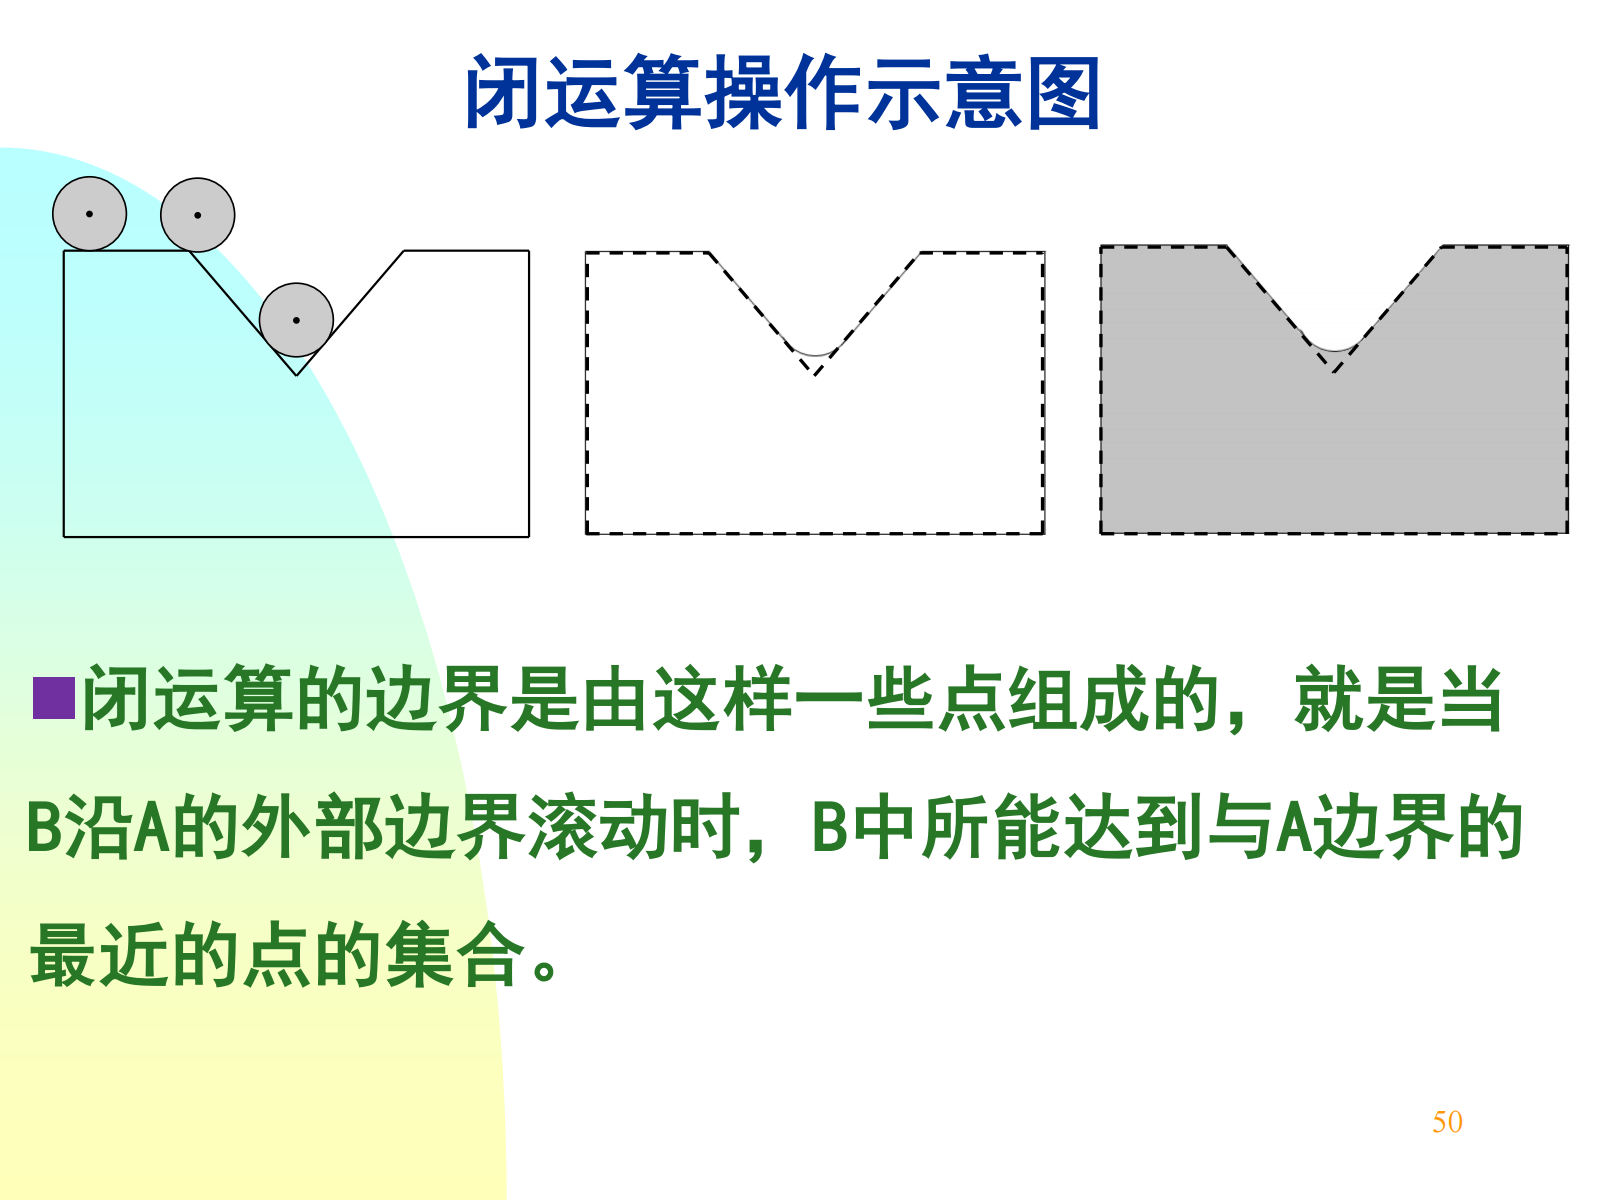 闭运算操作示意图
闭运算的边界是由这样一些点组成的，就是当
B沿A的外部边界滚动时，B中所能达到与A边界的
最近的点的集合。
50